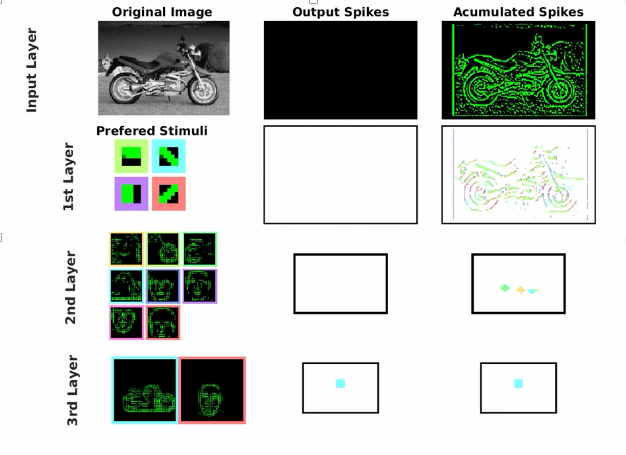 Original Image
Output Spikes
Acumulated Spikes
Input Layer
Prefered Stimuli
1st Layer
2nd Layer
3rd Layer